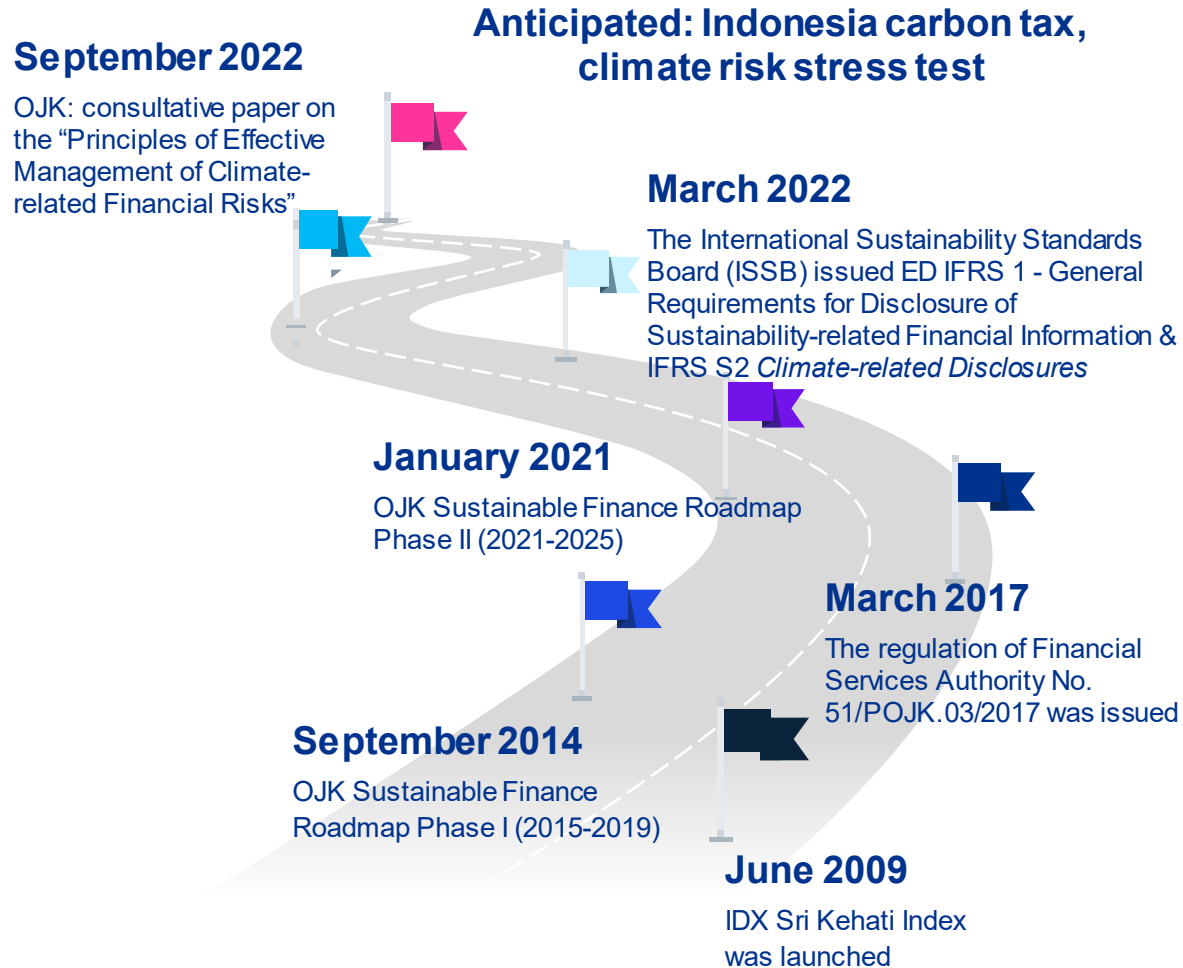 Anticipated: Indonesia carbon tax,
climate risk stress test
September 2022
OJK: consultative paper on
the “Principles of Effective
Management of Climate-
related Financial Risks”
March 2022
The International Sustainability Standards
Board (ISSB) issued ED IFRS 1 - General
Requirements for Disclosure of
Sustainability-related Financial Information &
IFRS S2 Climate-related Disclosures
January 2021
OJK Sustainable Finance Roadmap
Phase II (2021-2025)
March 2017
The regulation of Financial
Services Authority No.
51/POJK.03/2017 was issued
September 2014
OJK Sustainable Finance
Roadmap Phase I (2015-2019)
June 2009
IDX Sri Kehati Index
was launched